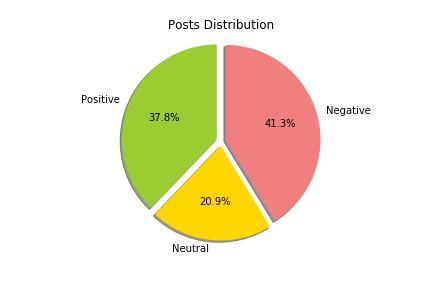 Posts Distribution
Positive
37.8%
41.3%
Negative
20.9%
Neutral